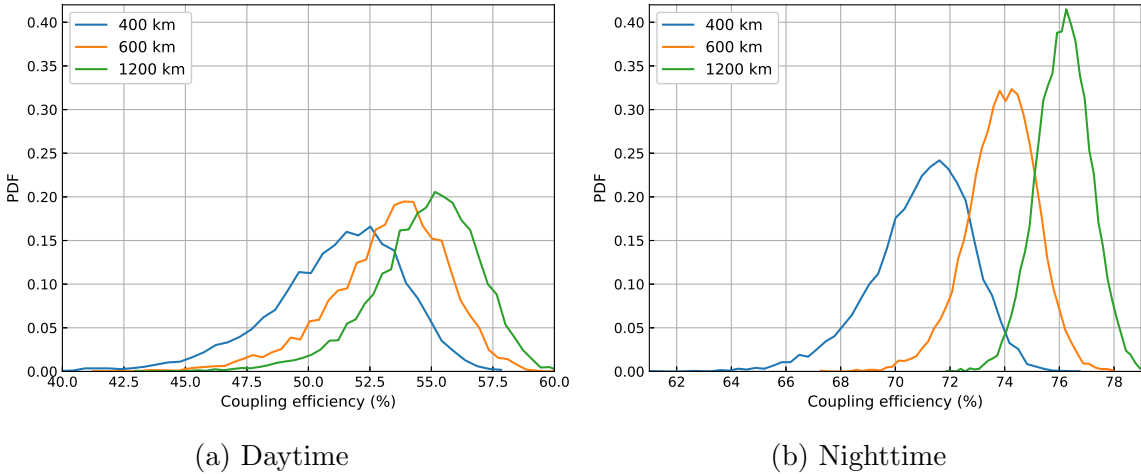 400 km
600 km
1200 km
PDF
0.40
0.35
0.30
0.25
0.20
0.15
0.10
0.05
0.00
40.0 42.5 45.0 47.5 50.0 52.5 55.0 57.5 60.0
Coupling efficiency (%)
(a) Daytime
400 km
600 km
1200 km
PDF
0.40
0.35
0.30
0.25
0.20
0.15
0.10
0.05
0.00
62 64 66 68 70 72 74 76 78
Coupling efficiency (%)
(b) Nighttime